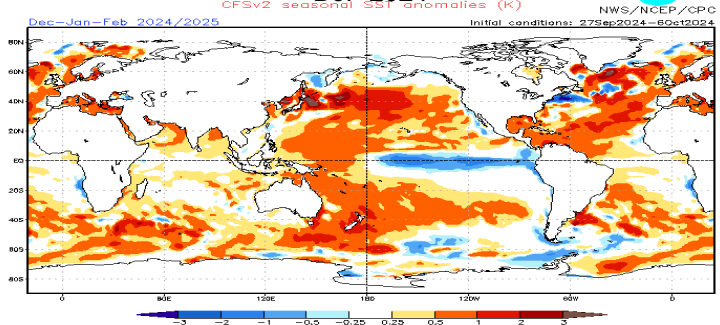 CFSv2 seasonal SST anomalies (K)
NWS/NCEP/CPC
Dec-Jan-Feb 2024/2025
Initial conditions: 27Sep2024-6Oct2024
80N
60N
40N
20N
EQ
20S
40S
60S
80S
0 60E 120E 180 120W 60W 0
-3 -2 -1 -0.5 -0.25 0.25 0.5 1 2 3